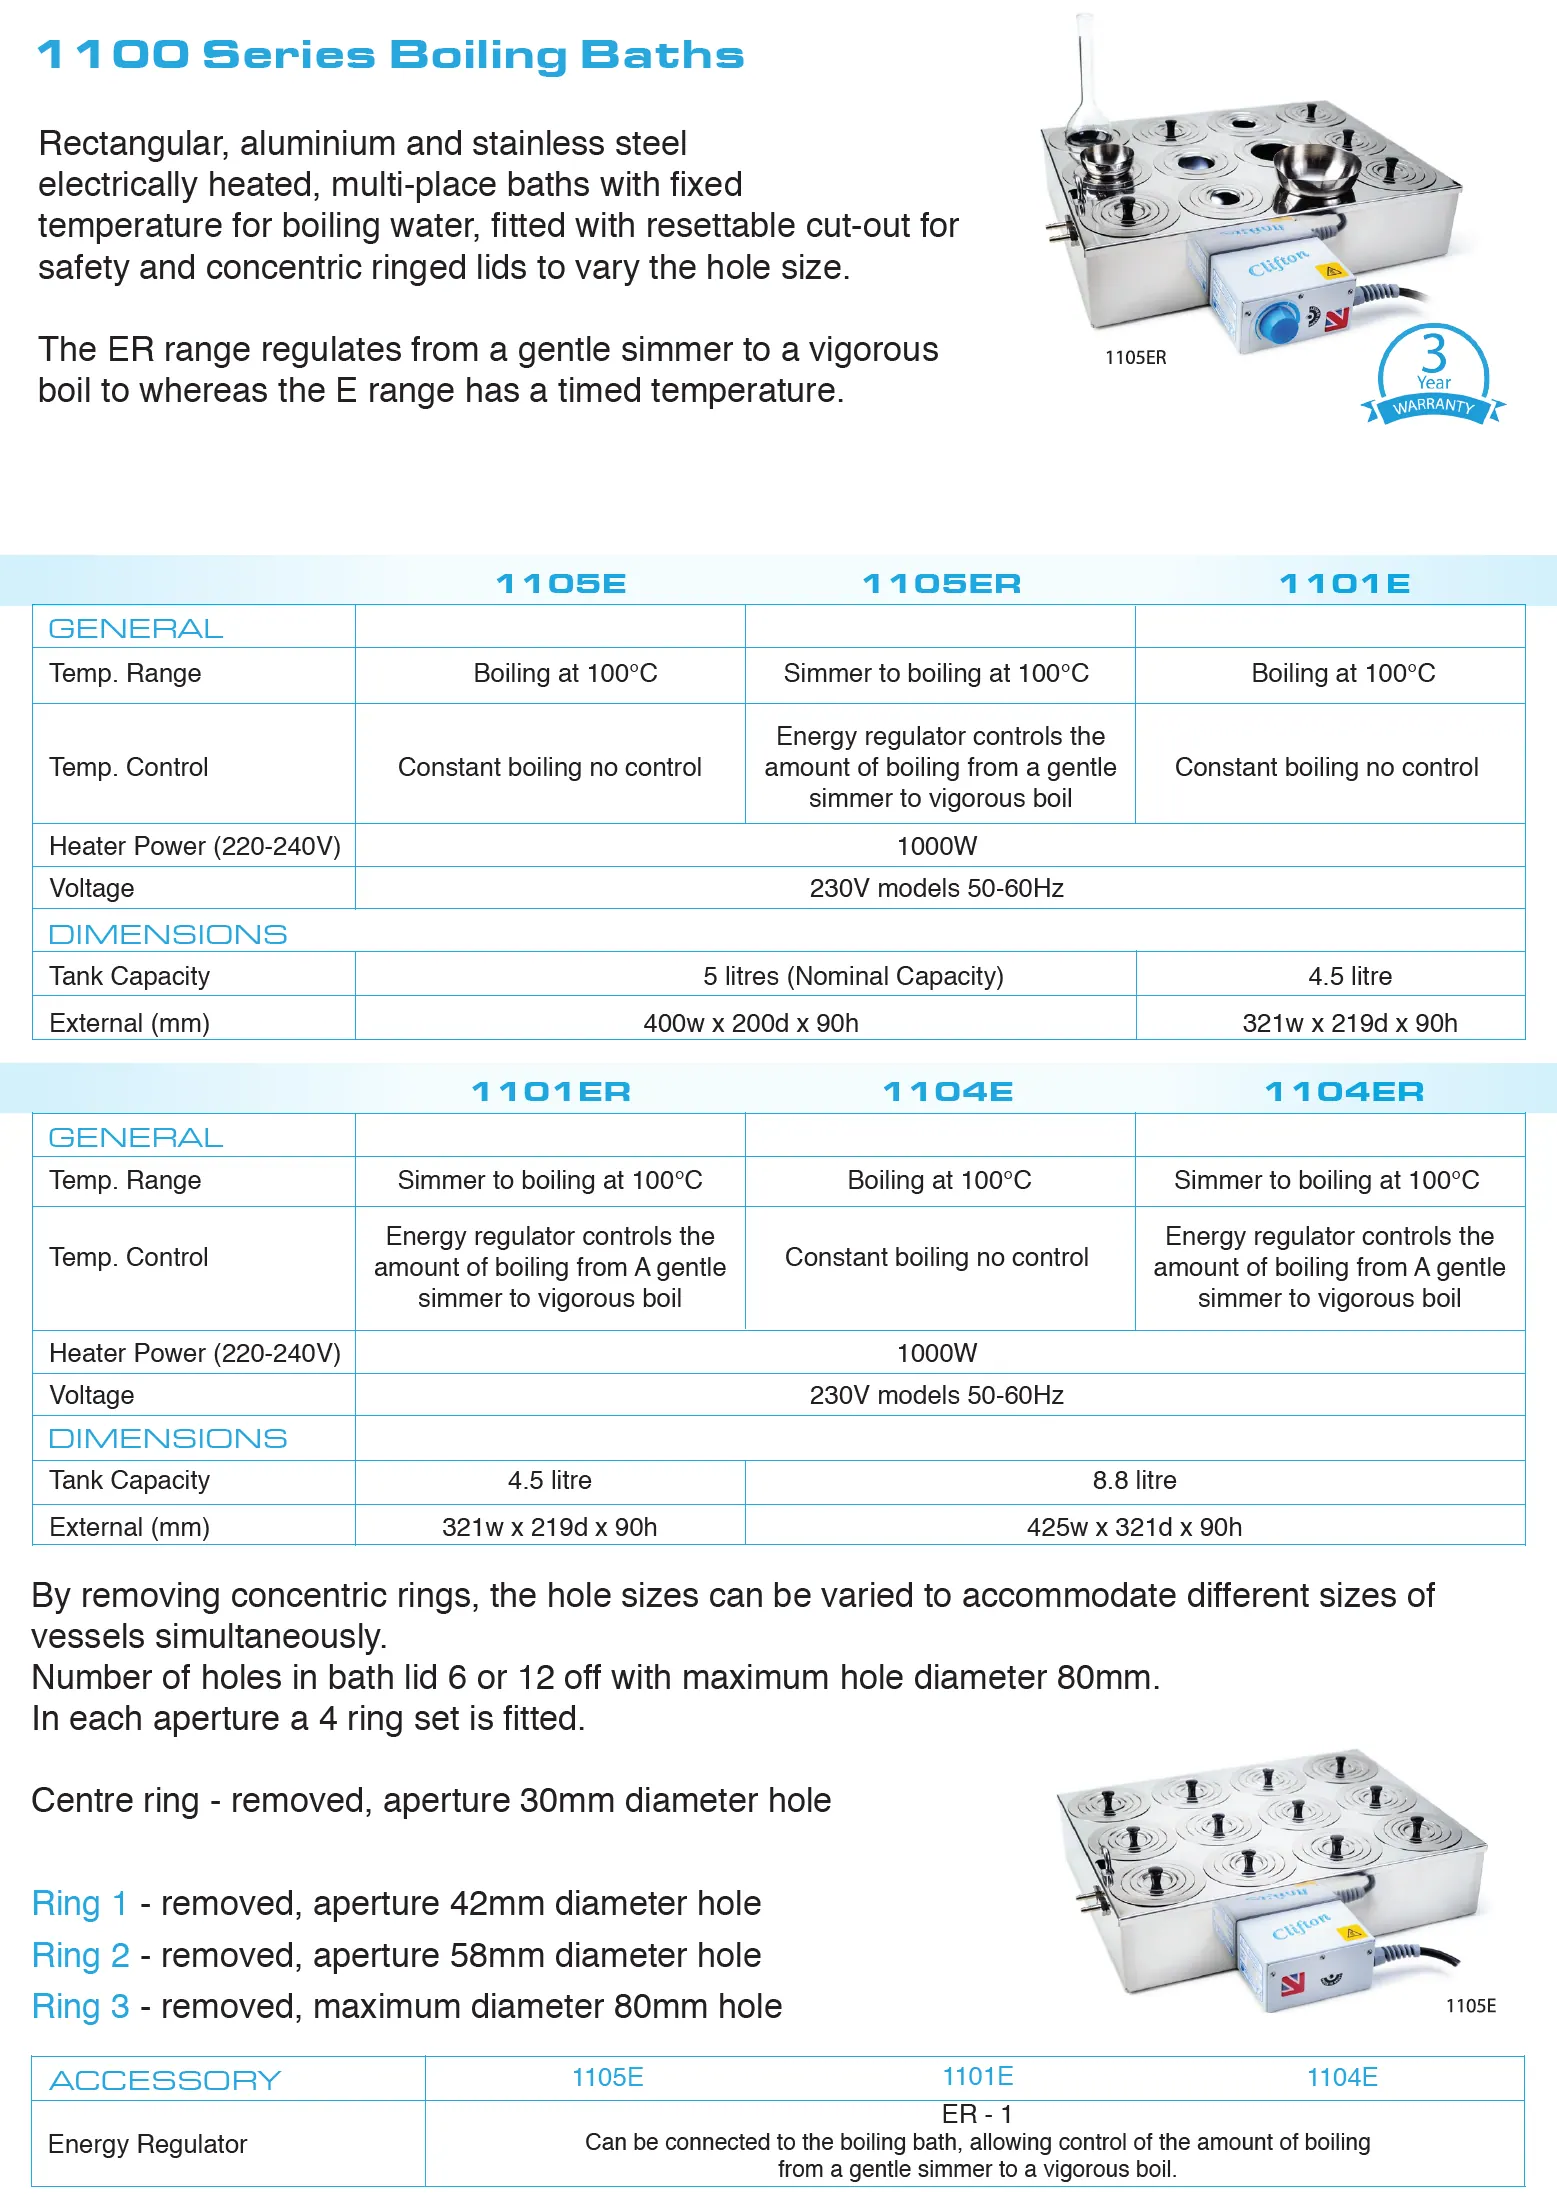 1100 Series Boiling Baths
Rectangular, aluminium and stainless steel
electrically heated, multi-place baths with fixed
temperature for boiling water, fitted with resettable cut-out for
safety and concentric ringed lids to vary the hole size.
The ER range regulates from a gentle simmer to a vigorous
boil to whereas the E range has a timed temperature.
Clifton
1105ER
3
Year
WARRANTY
1105E 1105ER 1101E
GENERAL
Temp. Range Boiling at 100°C Simmer to boiling at 100°C Boiling at 100°C
Temp. Control Constant boiling no control Energy regulator controls the amount of boiling from a gentle simmer to vigorous boil Constant boiling no control
Heater Power (220-240V) 1000W
Voltage 230V models 50-60Hz
DIMENSIONS
Tank Capacity 5 litres (Nominal Capacity) 4.5 litre
External (mm) 400w x 200d x 90h 321w x 219d x 90h
1101ER 1104E 1104ER
GENERAL
Temp. Range Simmer to boiling at 100°C Boiling at 100°C Simmer to boiling at 100°C
Temp. Control Energy regulator controls the amount of boiling from A gentle simmer to vigorous boil Constant boiling no control Energy regulator controls the amount of boiling from A gentle simmer to vigorous boil
Heater Power (220-240V) 1000W
Voltage 230V models 50-60Hz
DIMENSIONS
Tank Capacity 4.5 litre 8.8 litre
External (mm) 321w x 219d x 90h 425w x 321d x 90h
By removing concentric rings, the hole sizes can be varied to accommodate different sizes of
vessels simultaneously.
Number of holes in bath lid 6 or 12 off with maximum hole diameter 80mm.
In each aperture a 4 ring set is fitted.
Centre ring - removed, aperture 30mm diameter hole
Ring 1 - removed, aperture 42mm diameter hole
Ring 2 - removed, aperture 58mm diameter hole
Ring 3 - removed, maximum diameter 80mm hole
Clifton
1105E
ACCESSORY 1105E 1101E 1104E
Energy Regulator ER - 1
Can be connected to the boiling bath, allowing control of the amount of boiling
from a gentle simmer to a vigorous boil.